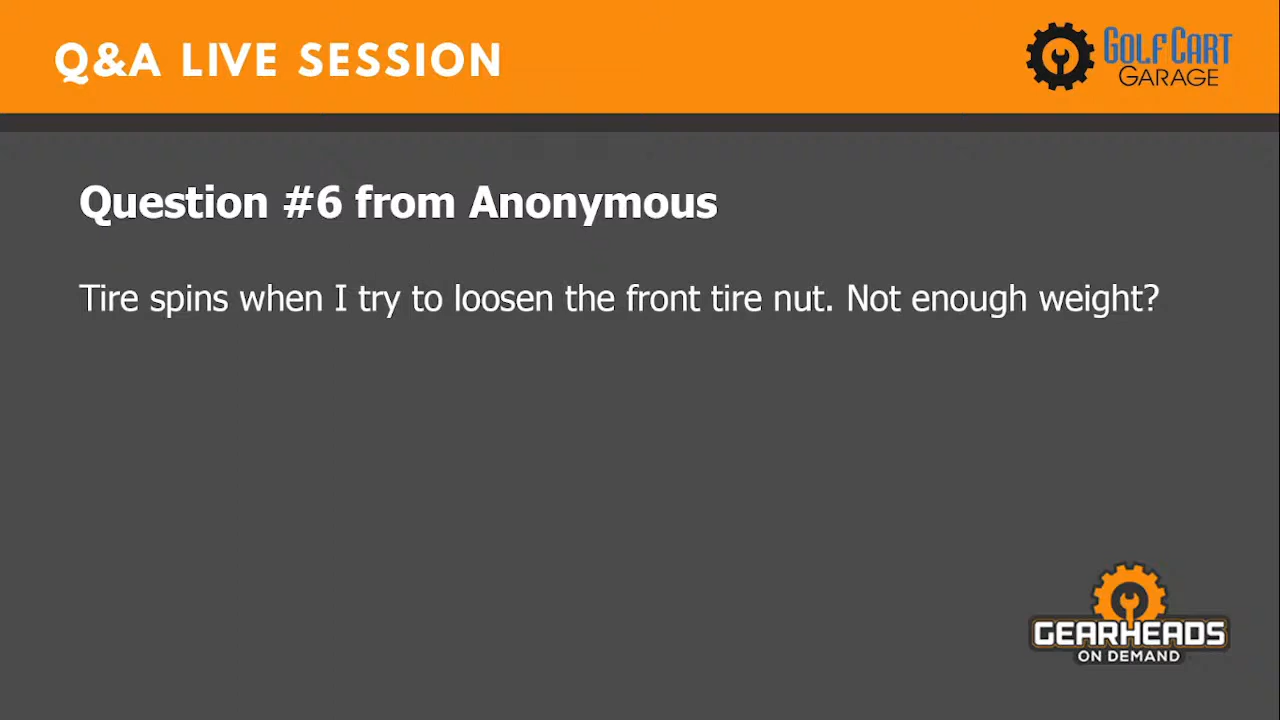 Q&A LIVE SESSION
GOLF CART
GARAGE
Question #6 from Anonymous
Tire spins when I try to loosen the front tire nut. Not enough weight?
GEARHEADS
ON DEMAND